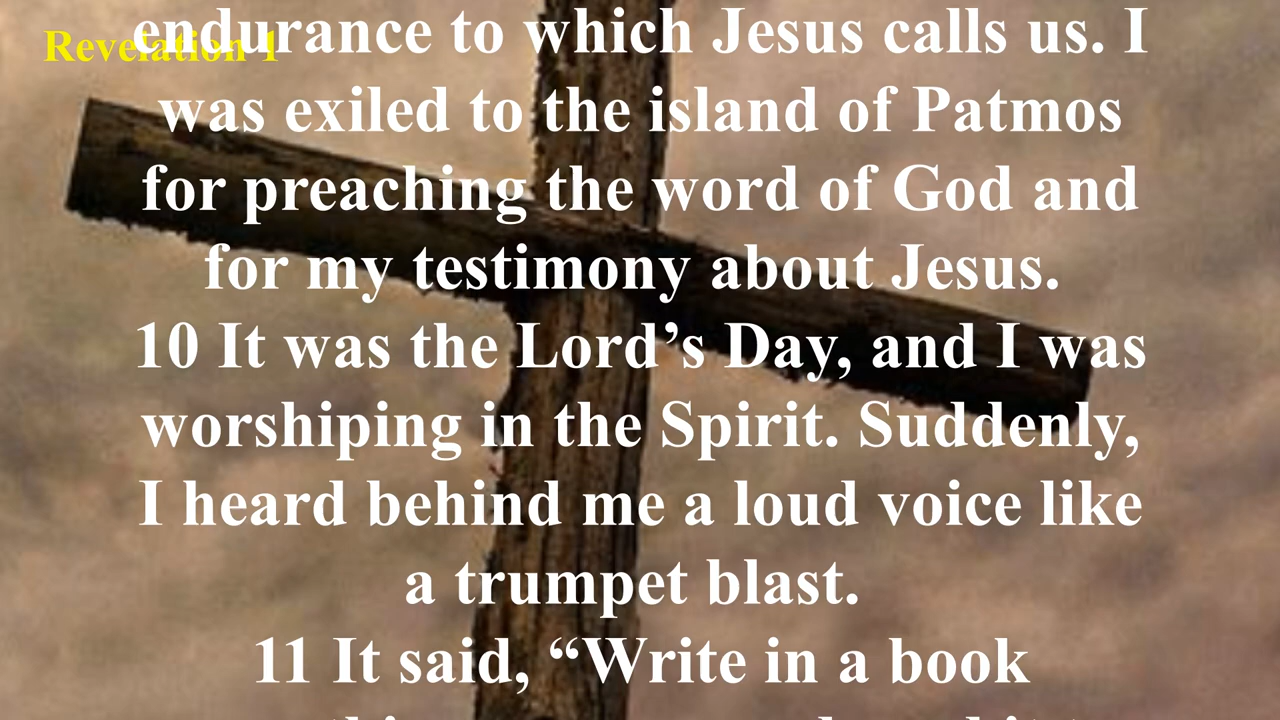 Revelation 1
endurance to which Jesus calls us. I
was exiled to the island of Patmos
for preaching the word of God and
for my testimony about Jesus.
10 It was the Lord’s Day, and I was
worshiping in the Spirit. Suddenly,
I heard behind me a loud voice like
a trumpet blast.
11 It said, “Write in a book